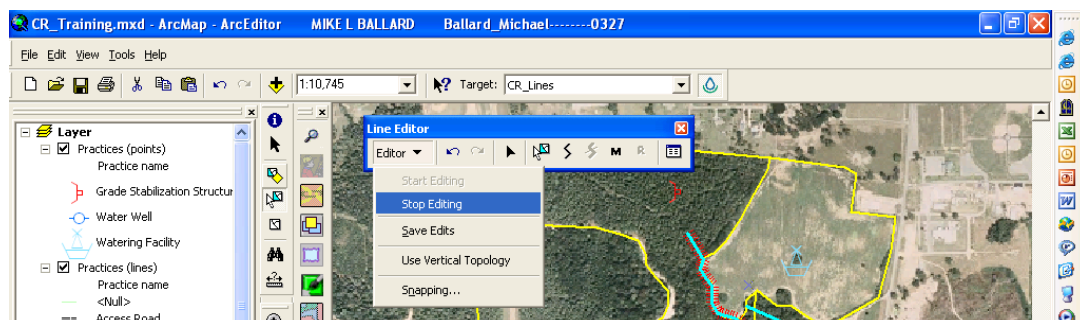 CR_Training.mxd - ArcMap - ArcEditor MIKE L BALLARD Ballard_Michael--------0327
File Edit View Tools Help
1:10,745 Target: CR_Lines
Layer
Practices (points)
Practice name
Grade Stabilization Structur
Water Well
Watering Facility
Practices (lines)
Practice name
<Null>
Access Road
Line Editor
Editor M R
Start Editing
Stop Editing
Save Edits
Use Vertical Topology
Snapping...